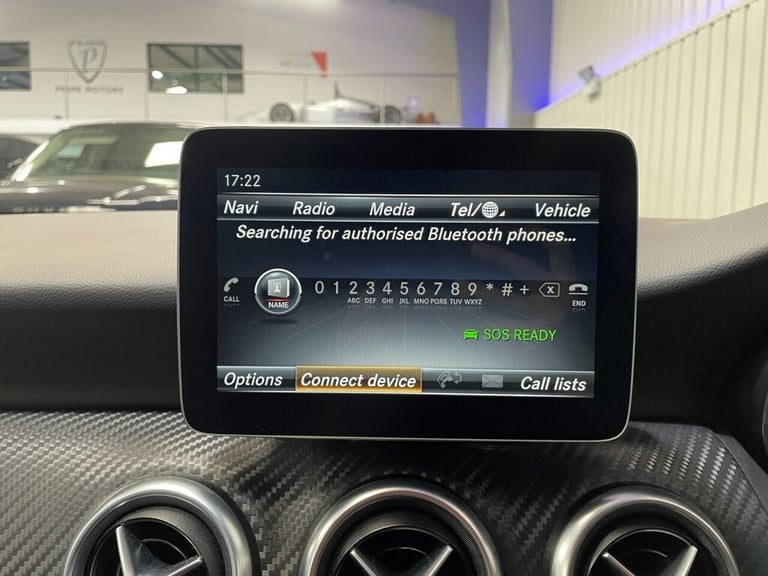 P
PRIME MOTORS
17:22
Navi Radio Media Tel/ Vehicle
Searching for authorised Bluetooth phones...
CALL NAME 0 1 2 3 4 5 6 7 8 9 * # + X END
ABC DEF GHI JKL MNO PQRS TUV WXYZ
SOS READY
Options Connect device Call lists